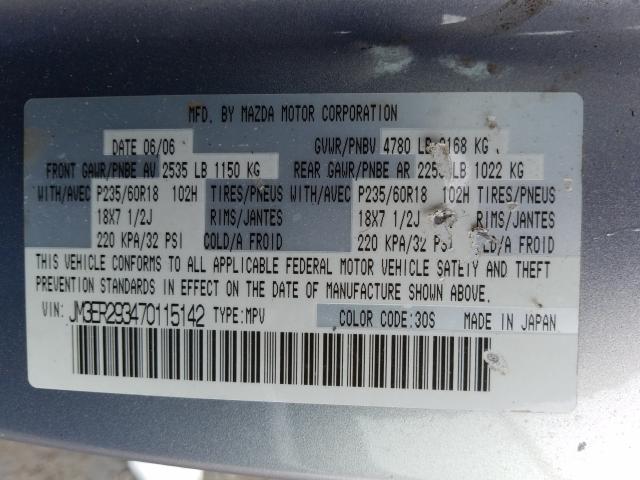 MFD. BY MAZDA MOTOR CORPORATION
DATE 06/06 GVWR/PNBV 4780 LB 2168 KG
FRONT GAWR/PNBE AV 2535 LB 1150 KG REAR GAWR/PNBE AR 2253 LB 1022 KG
WITH/AVEC P235/60R18 102H TIRES/PNEUS WITH/AVEC P235/60R18 102H TIRES/PNEUS
18X7 1/2J RIMS/JANTES 18X7 1/2J RIMS/JANTES
220 KPA/32 PSI COLD/A FROID 220 KPA/32 PSI COLD/A FROID
THIS VEHICLE CONFORMS TO ALL APPLICABLE FEDERAL MOTOR VEHICLE SAFETY AND THEFT
PREVENTION STANDARDS IN EFFECT ON THE DATE OF MANUFACTURE SHOWN ABOVE.
VIN: JM3ER293470115142 TYPE:MPV COLOR CODE:30S MADE IN JAPAN